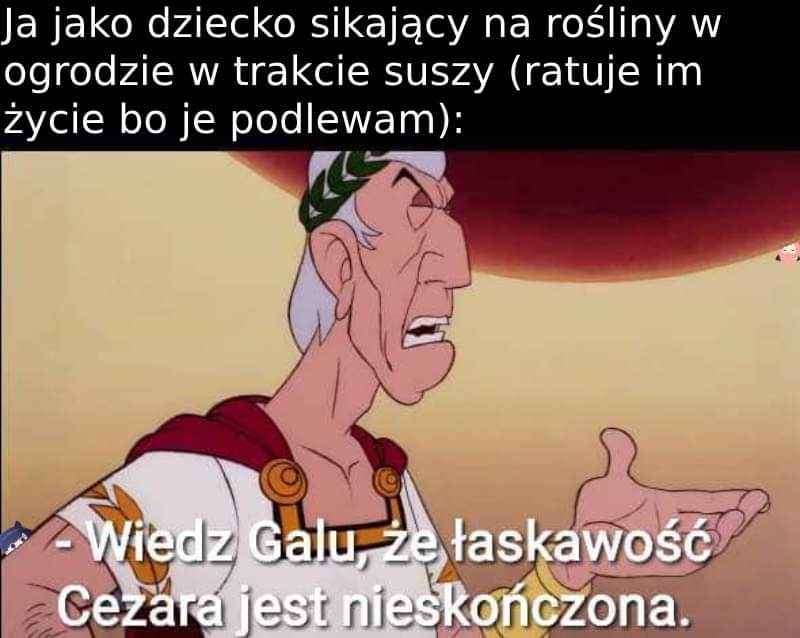 Ja jako dziecko sikający na rośliny w
ogrodzie w trakcie suszy (ratuje im
życie bo je podlewam):
- Wiedz Galu, że łaskawość
Cezara jest nieskończona.